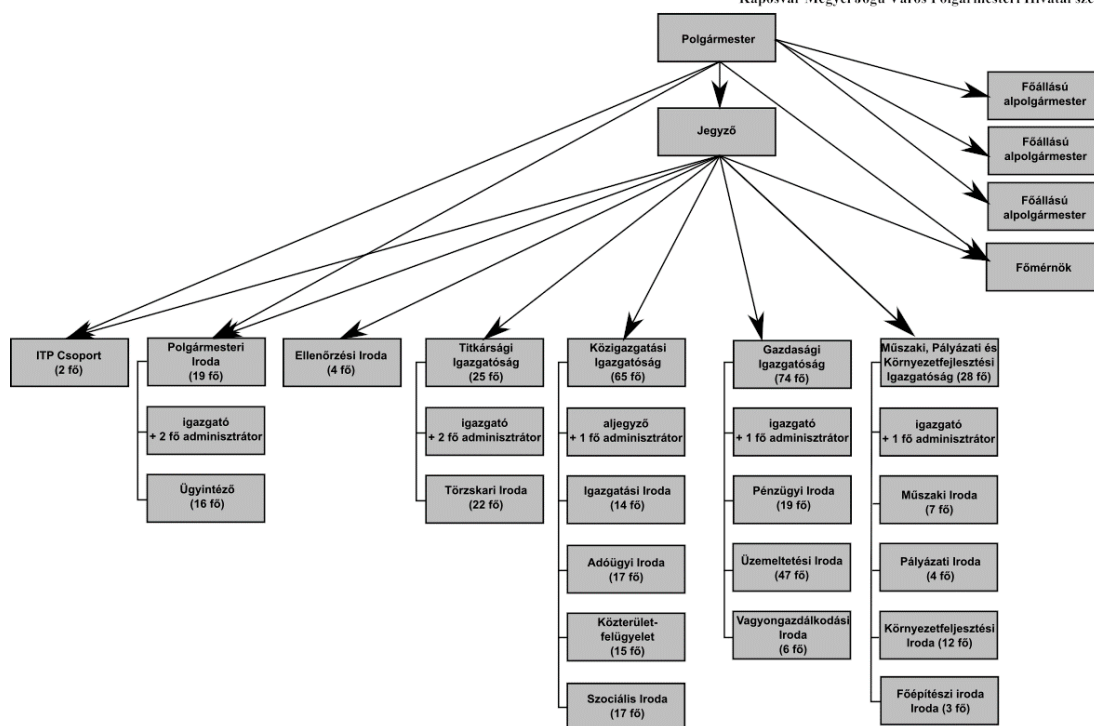 Kaposvár Megyei Jogú Város Polgármesteri Hivatal
Polgármester
Főállású
alpolgármester
Jegyző
Főállású
alpolgármester
Főállású
alpolgármester
Főmérnök
ITP Csoport
(2 fő)
Polgármesteri
Iroda
(19 fő)
Ellenőrzési Iroda
(4 fő)
Titkársági
Igazgatóság
(25 fő)
Közigazgatási
Igazgatóság
(65 fő)
Gazdasági
Igazgatóság
(74 fő)
Műszaki, Pályázati és
Környezetfejlesztési
Igazgatóság (28 fő)
igazgató
+ 2 fő adminisztrátor
igazgató
+ 2 fő adminisztrátor
aljegyző
+ 1 fő adminisztrátor
igazgató
+ 1 fő adminisztrátor
igazgató
+ 1 fő adminisztrátor
Ügyintéző
(16 fő)
Törzskari Iroda
(22 fő)
Igazgatási Iroda
(14 fő)
Pénzügyi Iroda
(19 fő)
Műszaki Iroda
(7 fő)
Adóügyi Iroda
(17 fő)
Üzemeltetési Iroda
(47 fő)
Pályázati Iroda
(4 fő)
Közterület-
felügyelet
(15 fő)
Vagyongazdálkodási
Iroda
(6 fő)
Környezetfeljesztési
Iroda (12 fő)
Szociális Iroda
(17 fő)
Főépítészi iroda
Iroda (3 fő)